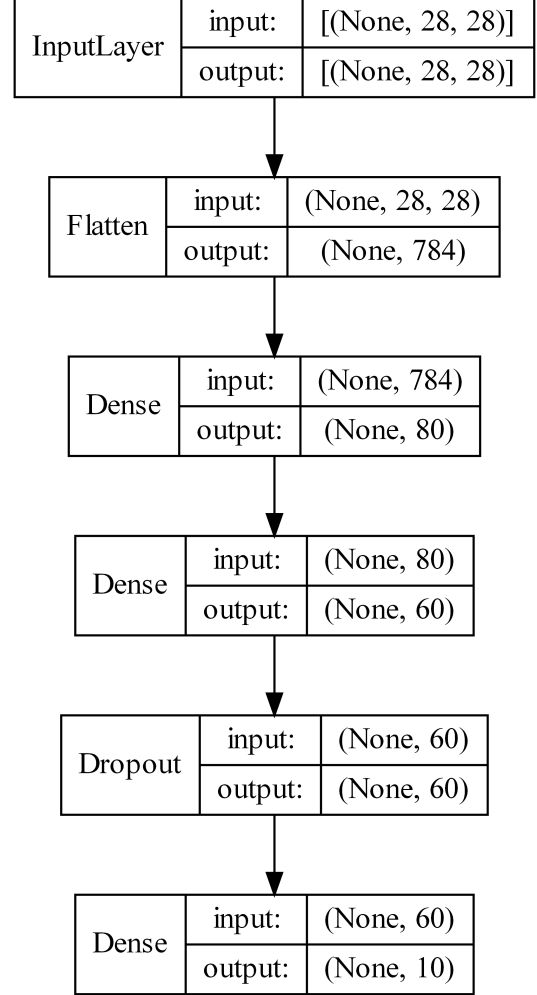 InputLayer
input: [(None, 28, 28)]
output: [(None, 28, 28)]
Flatten
input: (None, 28, 28)
output: (None, 784)
Dense
input: (None, 784)
output: (None, 80)
Dense
input: (None, 80)
output: (None, 60)
Dropout
input: (None, 60)
output: (None, 60)
Dense
input: (None, 60)
output: (None, 10)